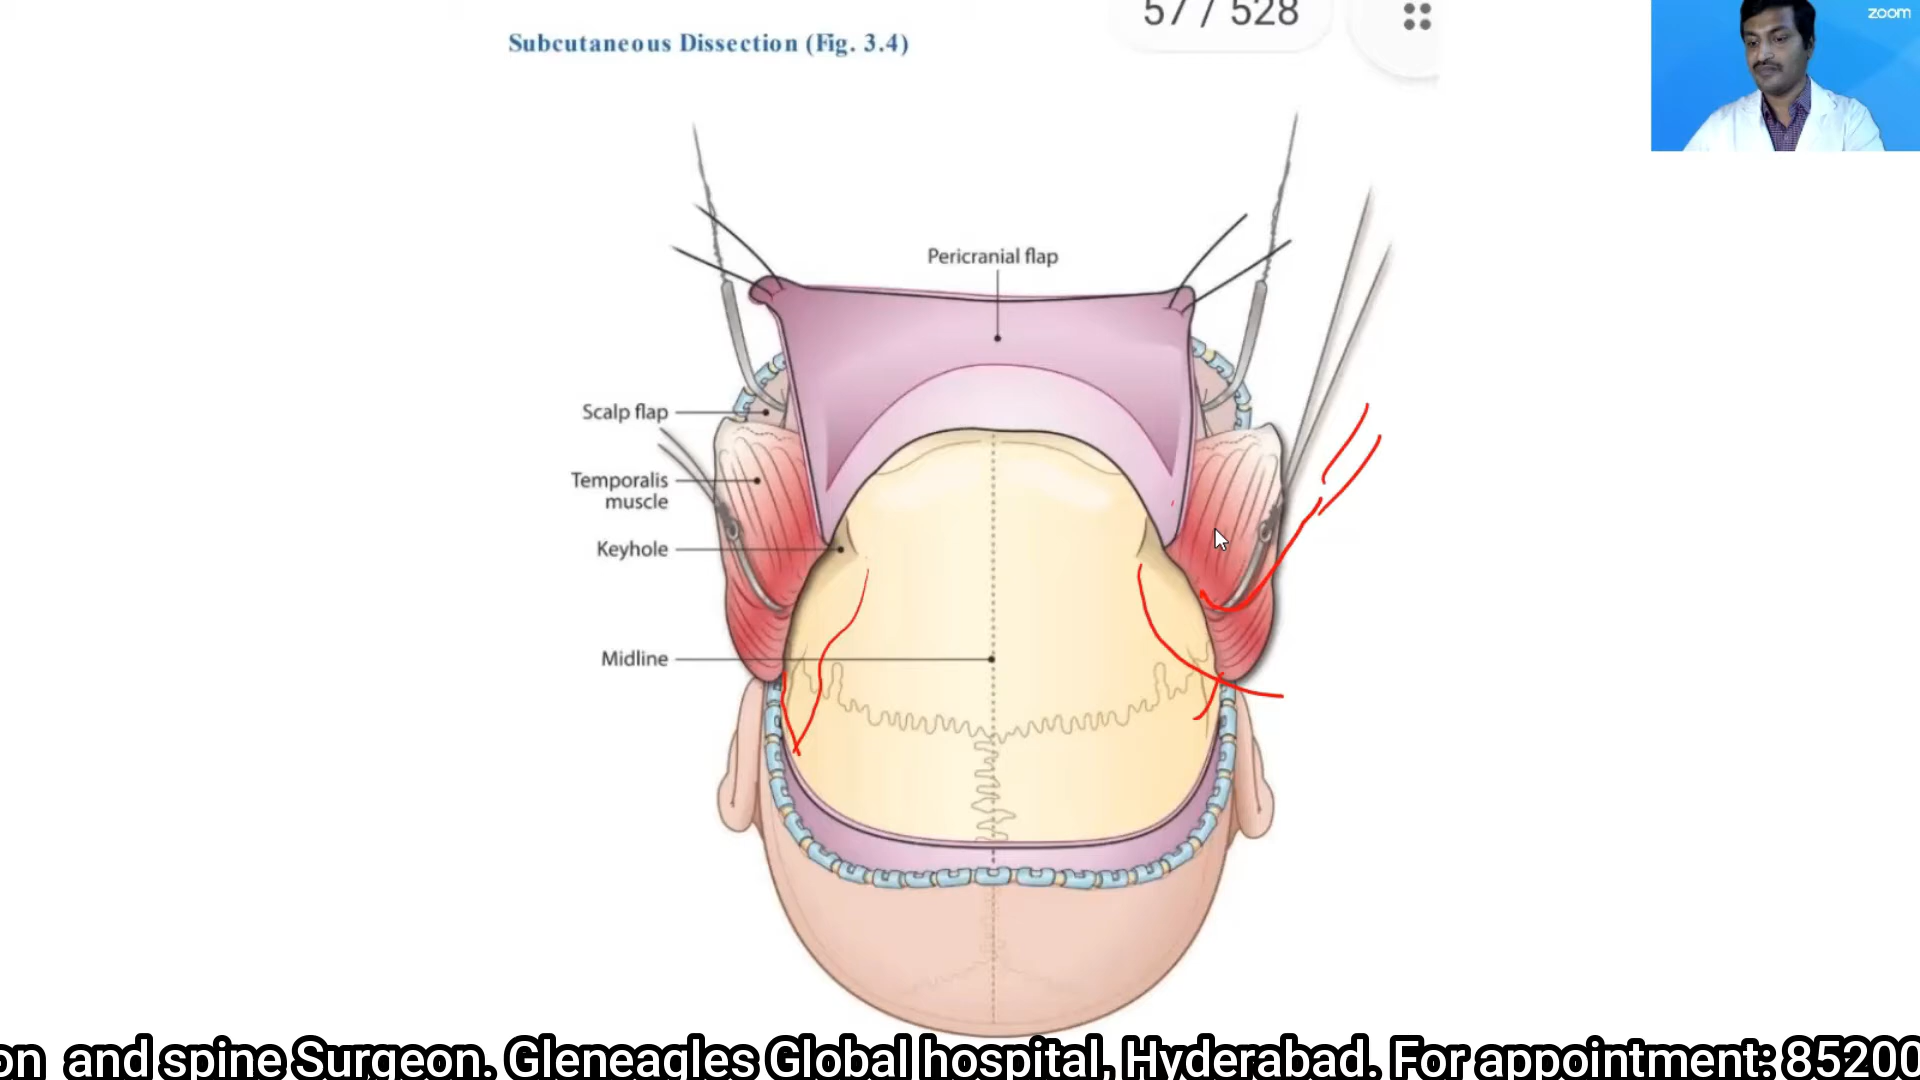 57 / 528
zoom
Subcutaneous Dissection (Fig. 3.4)
Pericranial flap
Scalp flap
Temporalis
muscle
Keyhole
Midline
on and spine Surgeon. Gleneagles Global hospital, Hyderabad. For appointment: 85200